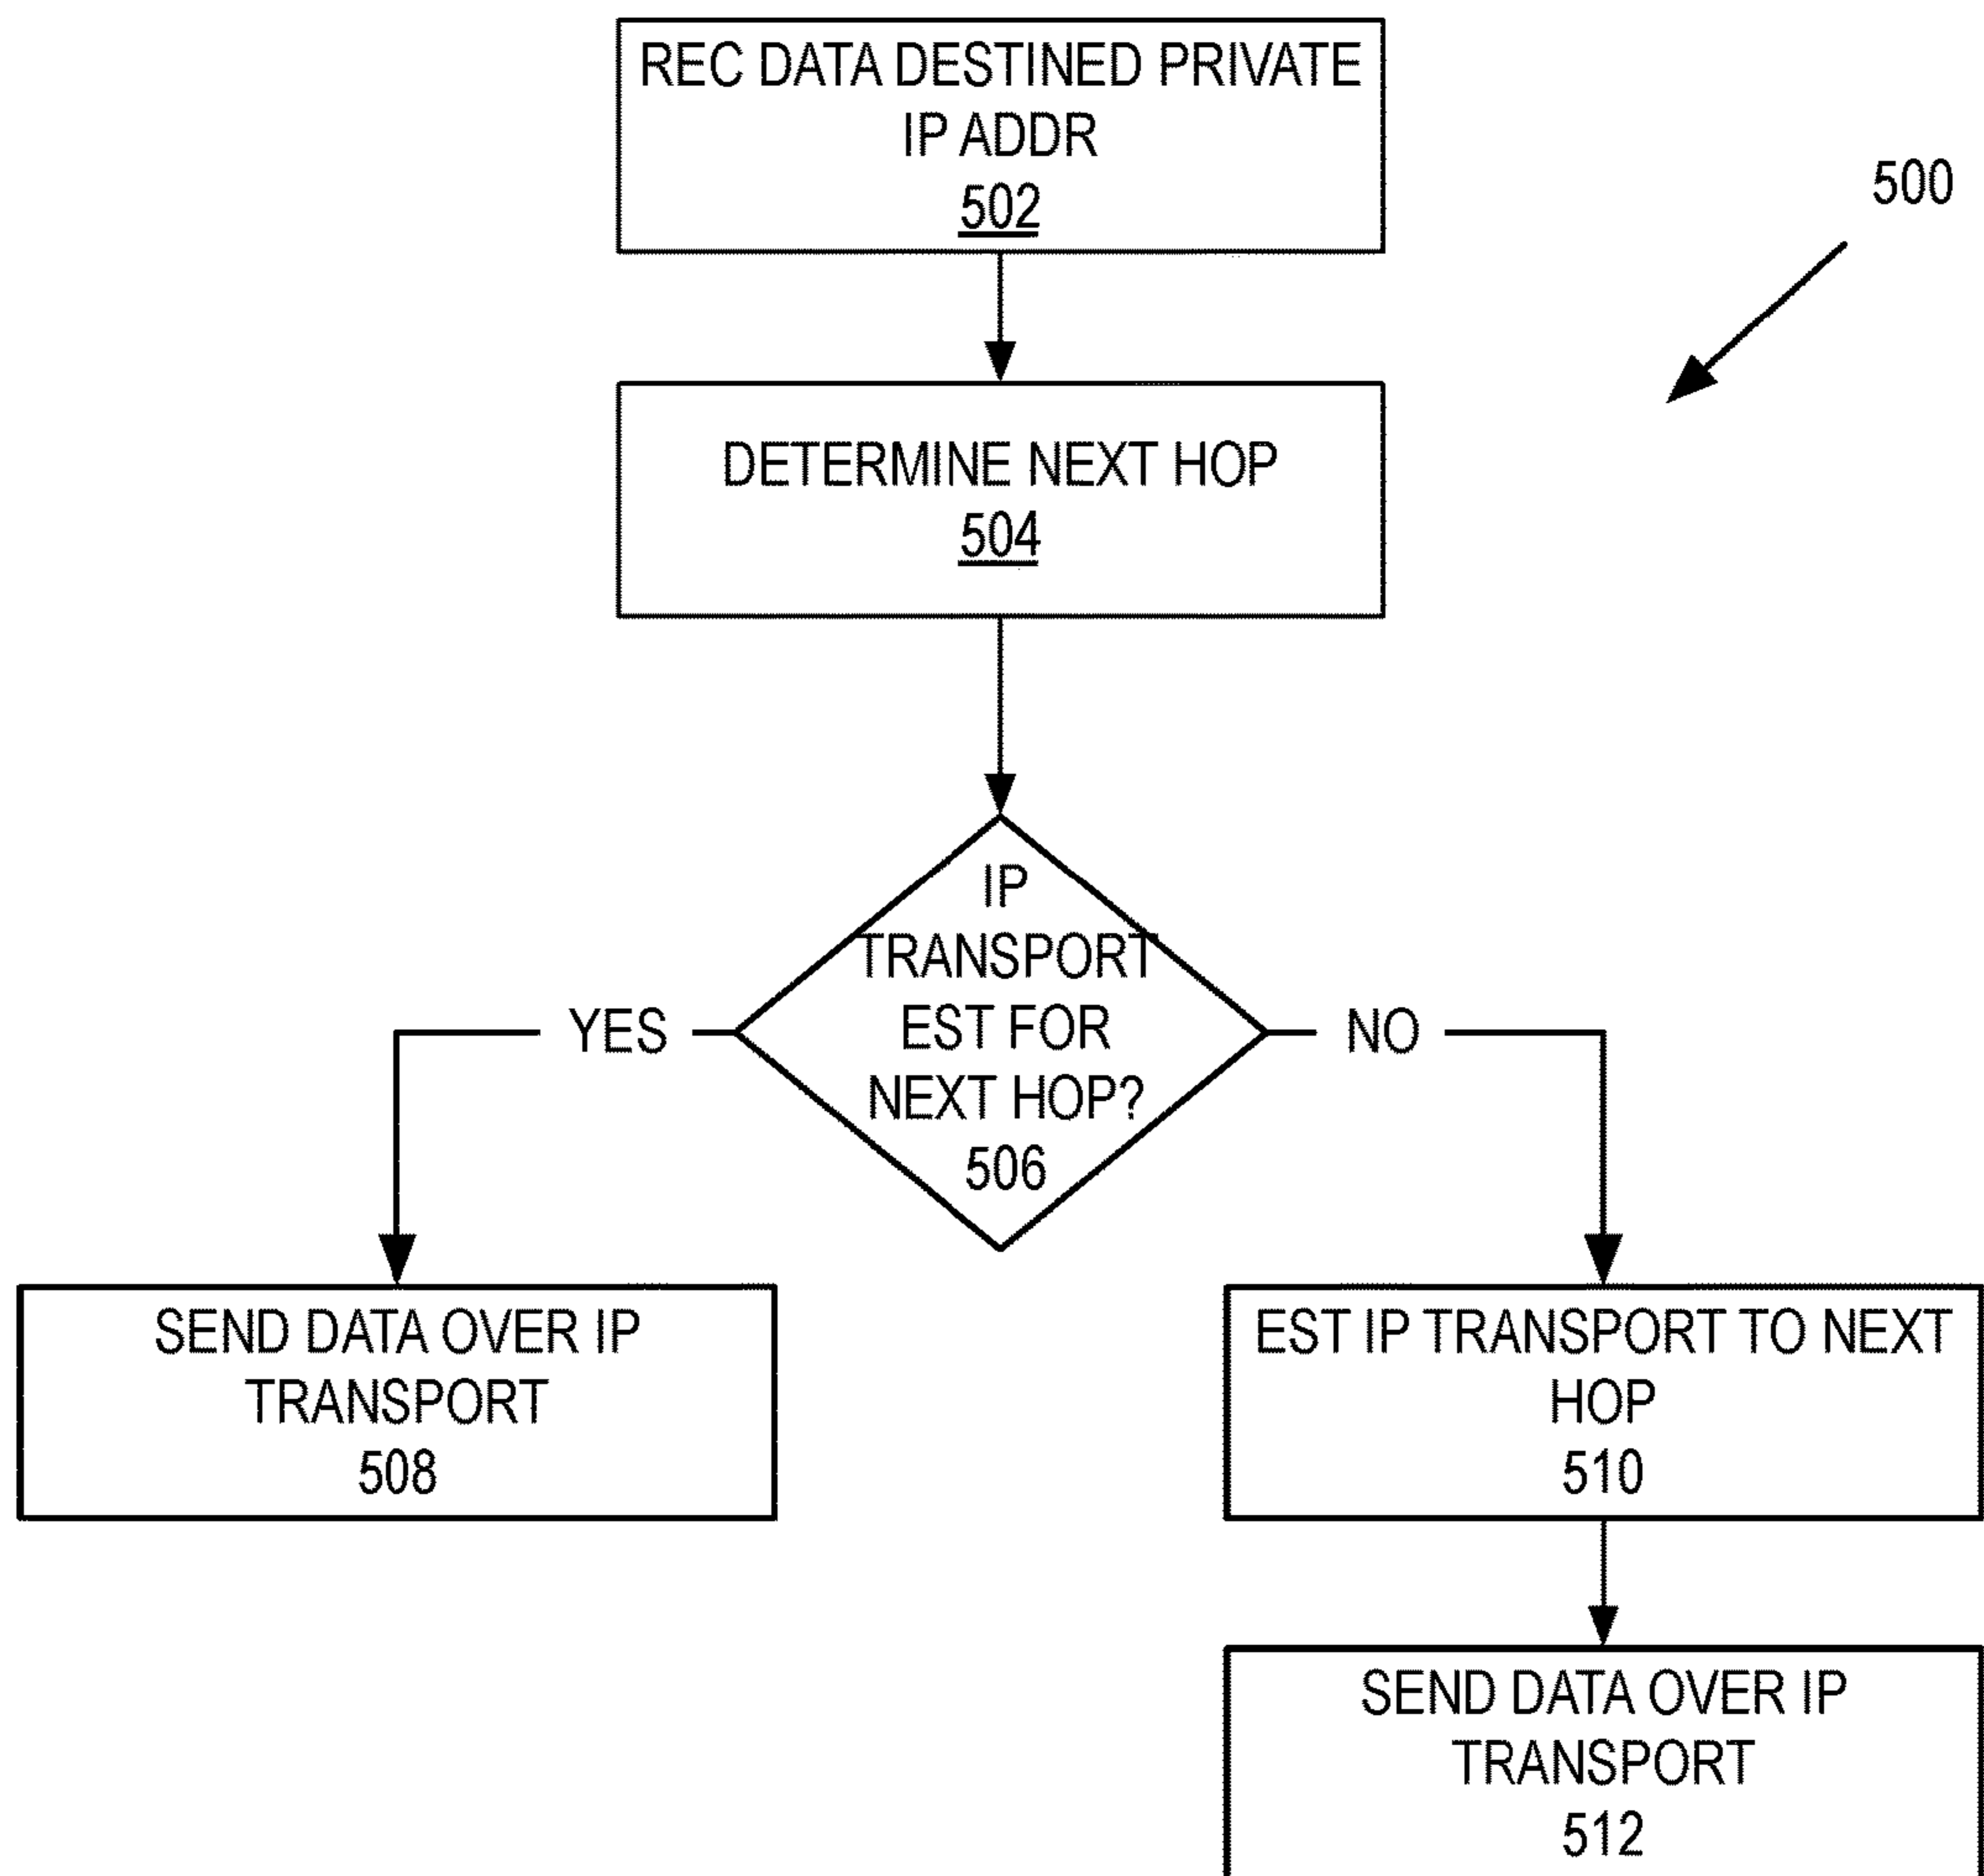 REC DATA DESTINED PRIVATE
IP ADDR
502
500
DETERMINE NEXT HOP
504
IP
TRANSPORT
EST FOR
NEXT HOP?
506
YES
NO
SEND DATA OVER IP
TRANSPORT
508
EST IP TRANSPORT TO NEXT
HOP
510
SEND DATA OVER IP
TRANSPORT
512